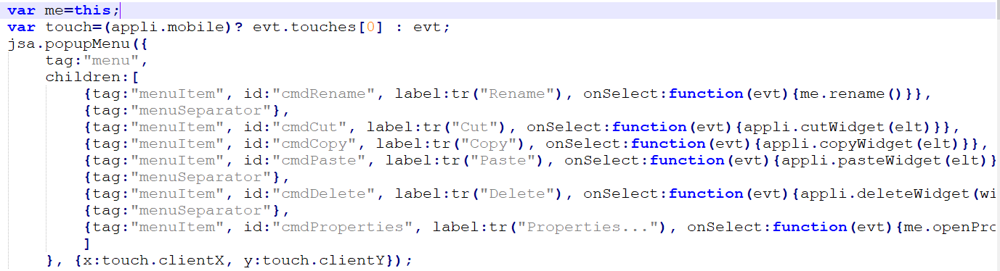 var me=this;
var touch=(appli.mobile)? evt.touches[0] : evt;
jsa.popupMenu({
tag:"menu",
children:[
{tag:"menuItem", id:"cmdRename", label:tr("Rename"), onSelect:function(evt){me.rename()}},
{tag:"menuSeparator"},
{tag:"menuItem", id:"cmdCut", label:tr("Cut"), onSelect:function(evt){appli.cutWidget(elt)}},
{tag:"menuItem", id:"cmdCopy", label:tr("Copy"), onSelect:function(evt){appli.copyWidget(elt)}},
{tag:"menuItem", id:"cmdPaste", label:tr("Paste"), onSelect:function(evt){appli.pasteWidget(elt)}
{tag:"menuSeparator"},
{tag:"menuItem", id:"cmdDelete", label:tr("Delete"), onSelect:function(evt){appli.deleteWidget(wi
{tag:"menuSeparator"},
{tag:"menuItem", id:"cmdProperties", label:tr("Properties..."), onSelect:function(evt){me.openPro
]
}, {x:touch.clientX, y:touch.clientY});